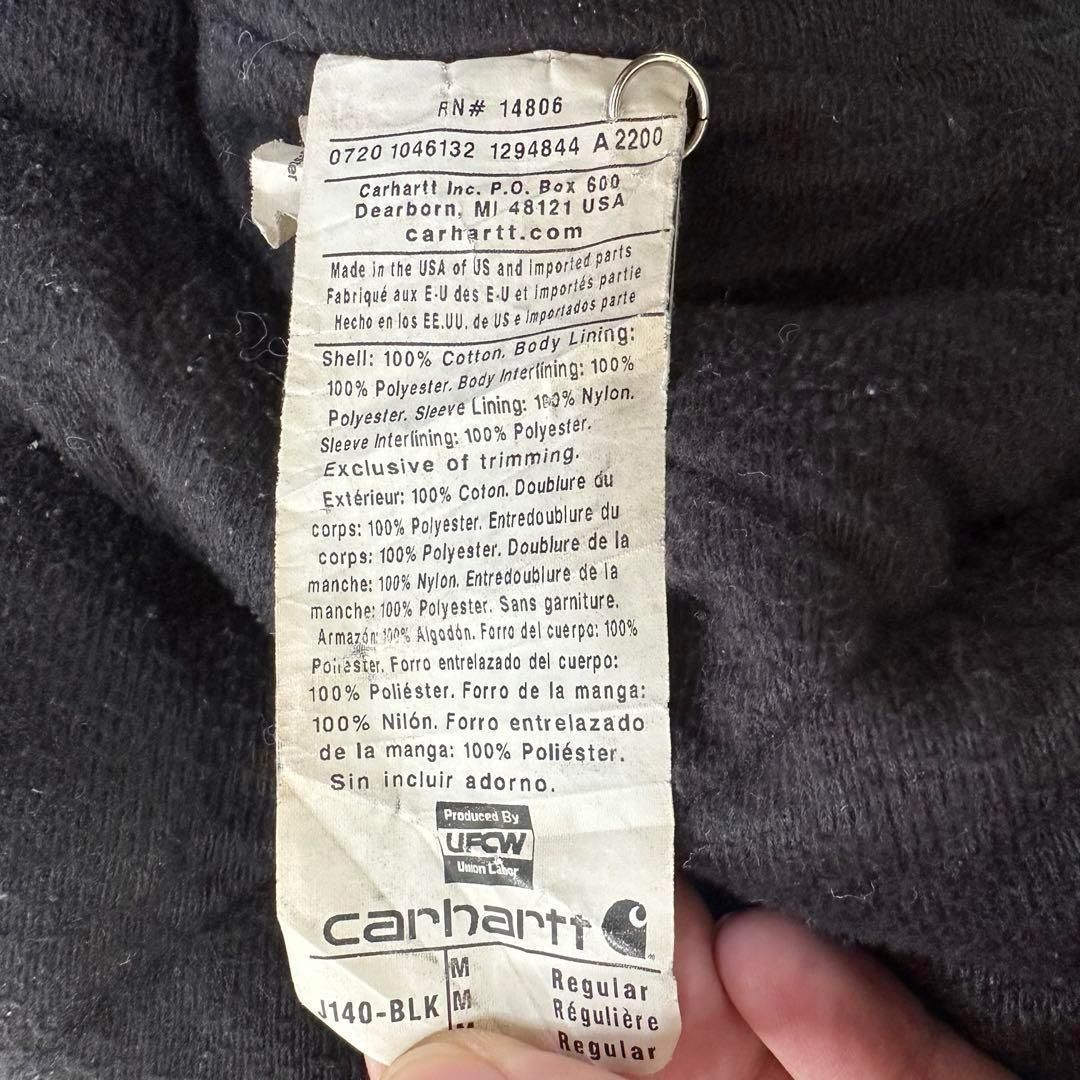 RN# 14806
0720 1046132 1294844 A 2200
Carhartt Inc. P.O. Box 600
Dearborn, MI 48121 USA
carhartt.com
Made in the USA of US and Imported parts
Fabriqué aux E-U des E-U et importés partie
Hecho en los EE.UU. de US e importados parte
Shell: 100% Cotton. Body Lining:
100% Polyester. Body Interlining: 100%
Polyester. Sleeve Lining: 100% Nylon.
Sleeve Interlining: 100% Polyester.
Exclusive of trimming.
Extérieur: 100% Coton. Doublure du
corps: 100% Polyester. Entredoublure du
corps: 100% Polyester. Doublure de la
manche: 100% Nylon. Entredoublure de la
manche: 100% Polyester. Sans garniture.
Armazón: 100% Algodón. Forro del cuerpo: 100%
Poliéster. Forro entrelazado del cuerpo:
100% Poliéster. Forro de la manga:
100% Nilón. Forro entrelazado
de la manga: 100% Poliéster.
Sin incluir adorno.
Produced By
UFCW
Union Labor
carhartt
J140-BLK
M Regular
M Régulière
M Regular